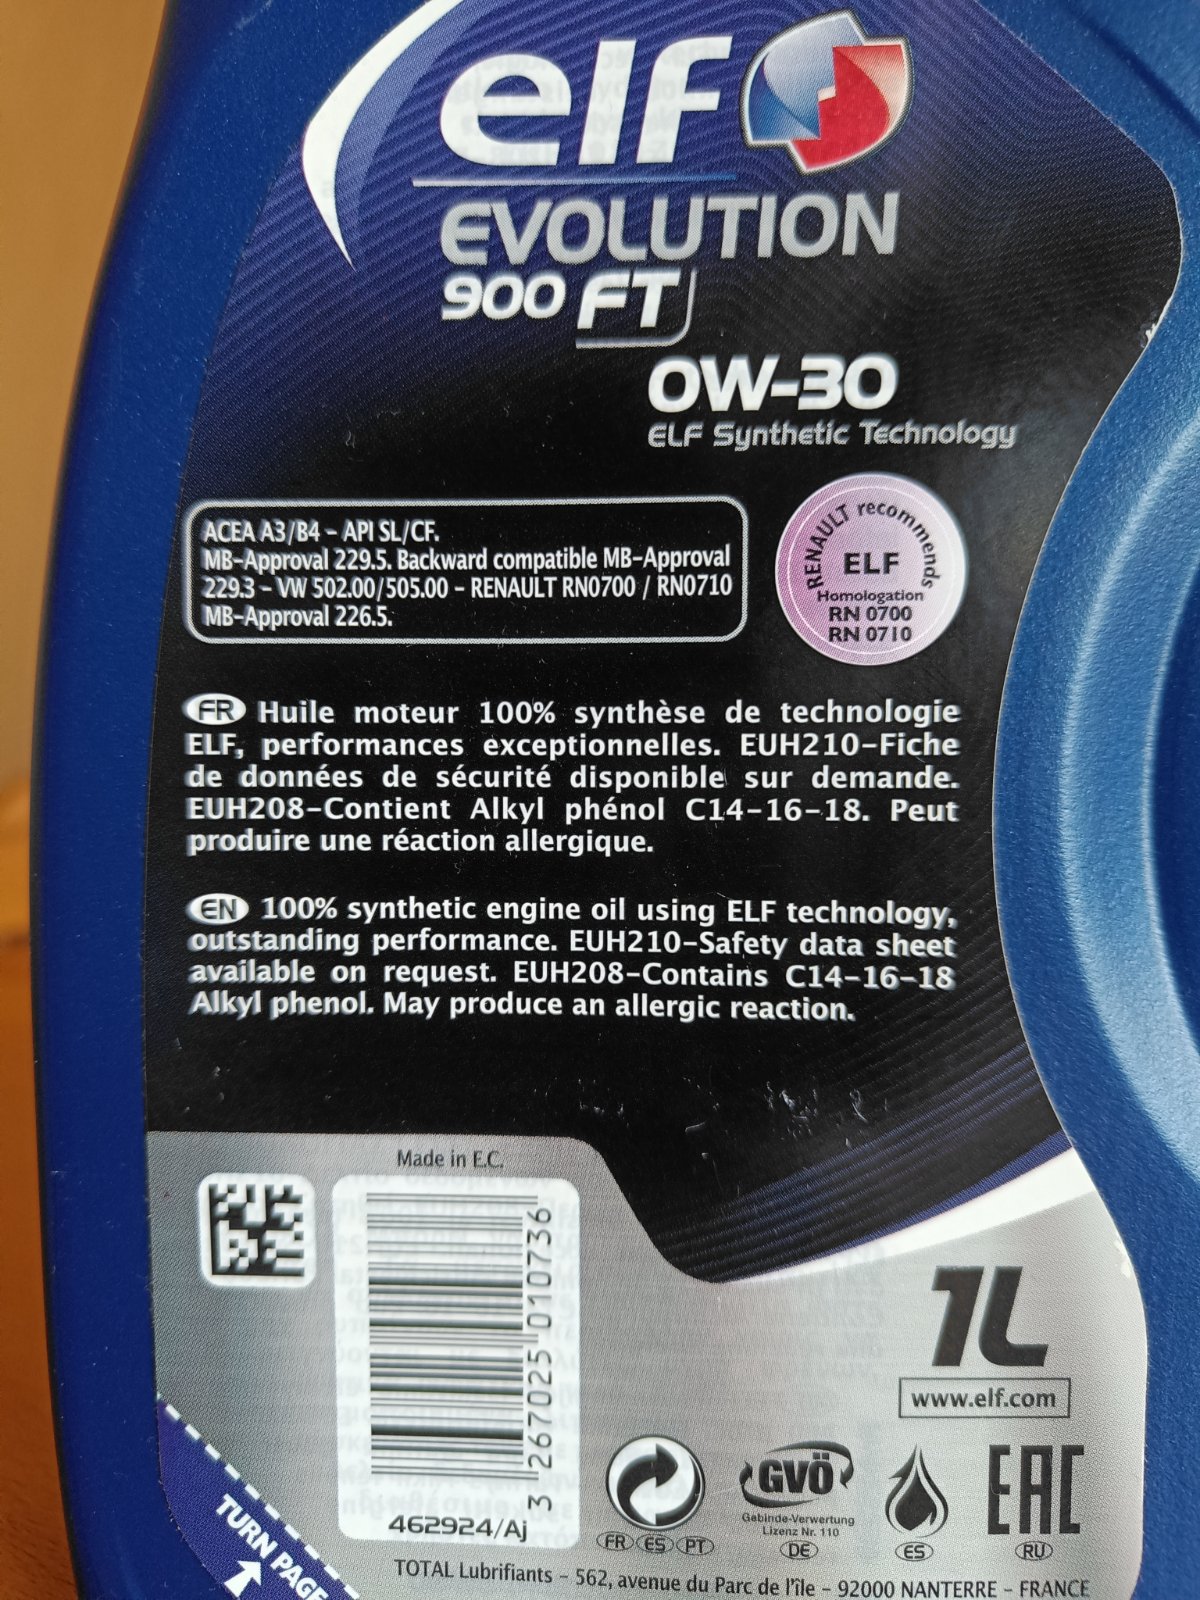 elf
EVOLUTION
900 FT
0W-30
ELF Synthetic Technology
ACEA A3/B4 – API SL/CF.
MB-Approval 229.5. Backward compatible MB-Approval
229.3 – VW 502.00/505.00 – RENAULT RN0700 / RN0710
MB-Approval 226.5.
RENAULT recommends
ELF
Homologation
RN 0700
RN 0710
FR Huile moteur 100% synthèse de technologie
ELF, performances exceptionnelles. EUH210–Fiche
de données de sécurité disponible sur demande.
EUH208–Contient Alkyl phénol C14–16–18. Peut
produire une réaction allergique.
EN 100% synthetic engine oil using ELF technology,
outstanding performance. EUH210–Safety data sheet
available on request. EUH208–Contains C14–16–18
Alkyl phenol. May produce an allergic reaction.
Made in E.C.
3 267025 010736
462924/Aj
1L
www.elf.com
GVÖ
Gebinde-Verwertung
Lizenz Nr. 110
EAC
FR ES PT
DE
ES
RU
TURN PAGE
TOTAL Lubrifiants – 562, avenue du Parc de l'île – 92000 NANTERRE – FRANCE